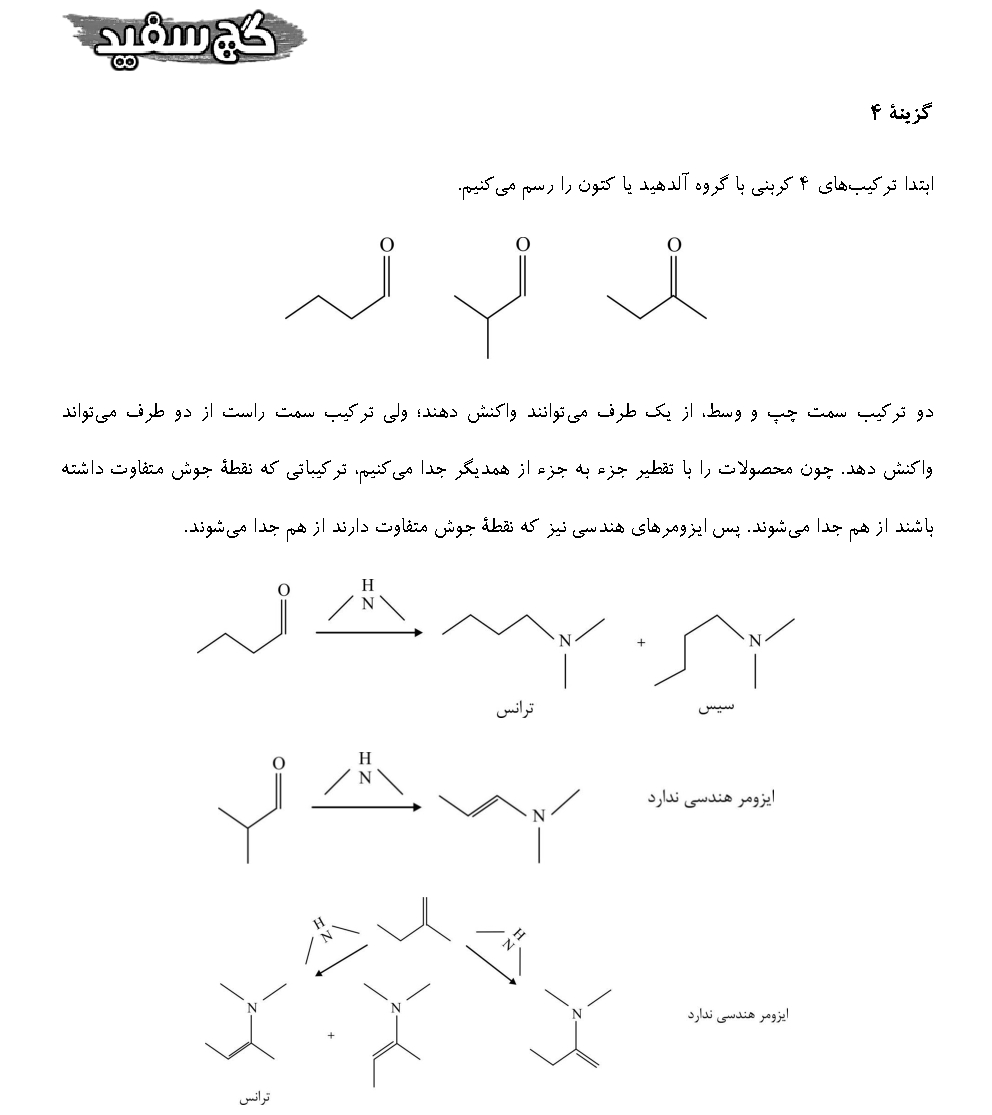 گچ سفید
گزینهٔ ۴
ابتدا ترکیب‌های ۴ کربنی با گروه آلدهید یا کتون را رسم می‌کنیم.
O O O
دو ترکیب سمت چپ و وسط، از یک طرف می‌توانند واکنش دهند؛ ولی ترکیب سمت راست از دو طرف می‌تواند
واکنش دهد. چون محصولات را با تقطیر جزء به جزء از همدیگر جدا می‌کنیم، ترکیباتی که نقطهٔ جوش متفاوت داشته
باشند از هم جدا می‌شوند. پس ایزومرهای هندسی نیز که نقطهٔ جوش متفاوت دارند از هم جدا می‌شوند.
H
O N
N + N
ترانس سیس
H
O N
ایزومر هندسی ندارد
N
H H
N N
N N N
ایزومر هندسی ندارد
+
ترانس